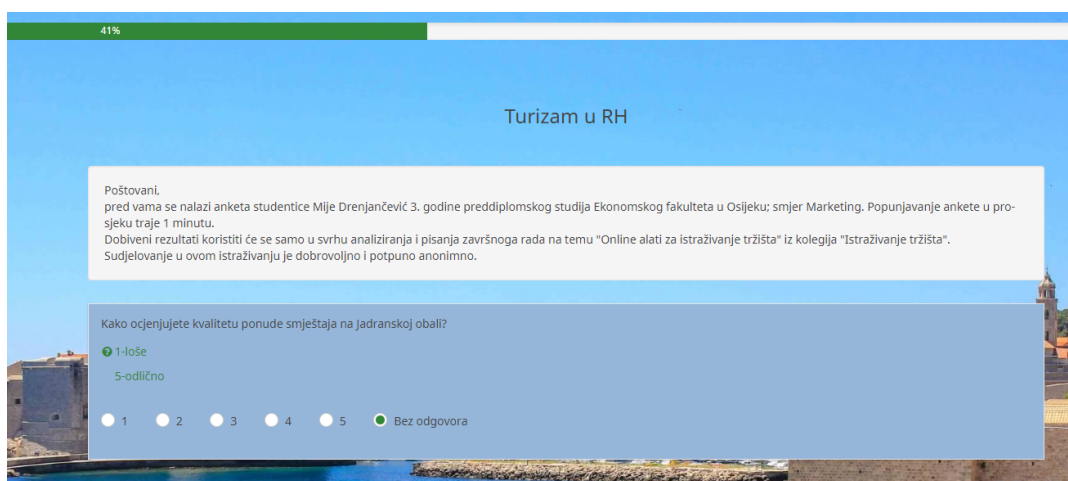 41%
Turizam u RH
Poštovani,
pred vama se nalazi anketa studentice Mije Drenjančević 3. godine preddiplomskog studija Ekonomskog fakulteta u Osijeku; smjer Marketing. Popunjavanje ankete u pro-
sjeku traje 1 minutu.
Dobiveni rezultati koristiti će se samo u svrhu analiziranja i pisanja završnoga rada na temu "Online alati za istraživanje tržišta" iz kolegija "Istraživanje tržišta".
Sudjelovanje u ovom istraživanju je dobrovoljno i potpuno anonimno.
Kako ocjenjujete kvalitetu ponude smještaja na Jadranskoj obali?
1-loše
5-odlično
1 2 3 4 5 Bez odgovora